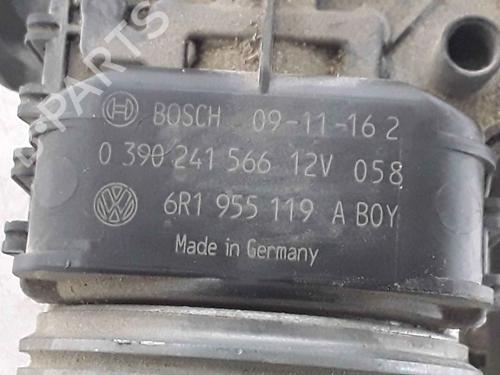 BOSCH 09-11-16 2
0 390 241 566 12V 058
6R1 955 119 A BOY
Made in Germany
PARTS